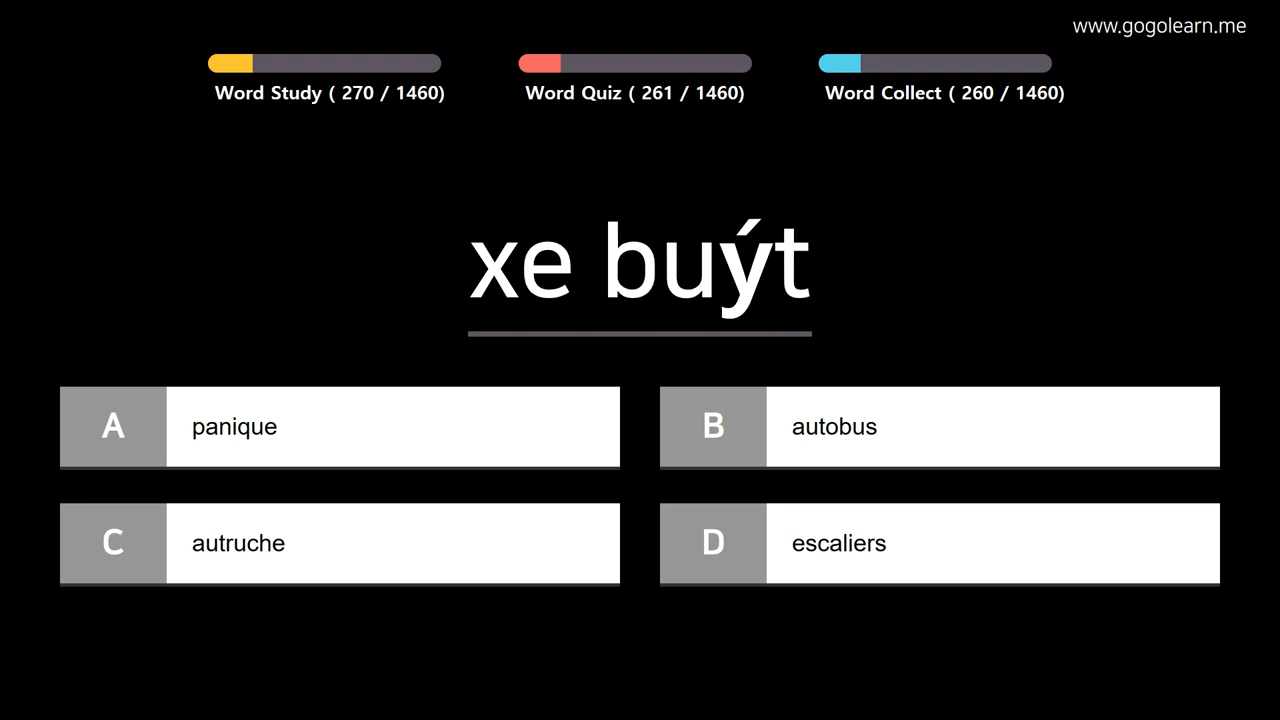 www.gogolearn.me
Word Study ( 270 / 1460)
Word Quiz ( 261 / 1460)
Word Collect ( 260 / 1460)
xe buýt
A panique
B autobus
C autruche
D escaliers